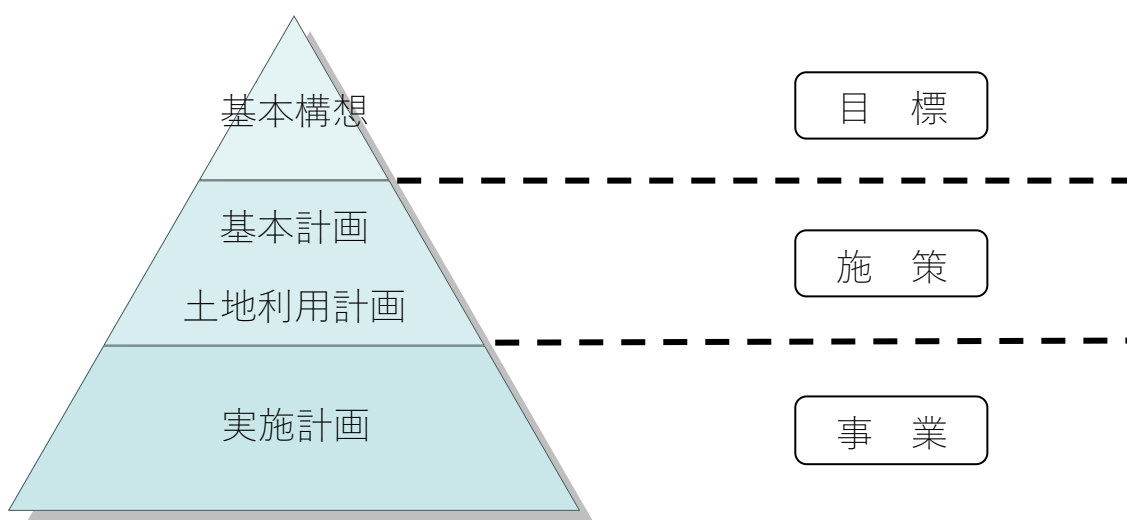 基本構想
目　標
基本計画
土地利用計画
施　策
実施計画
事　業